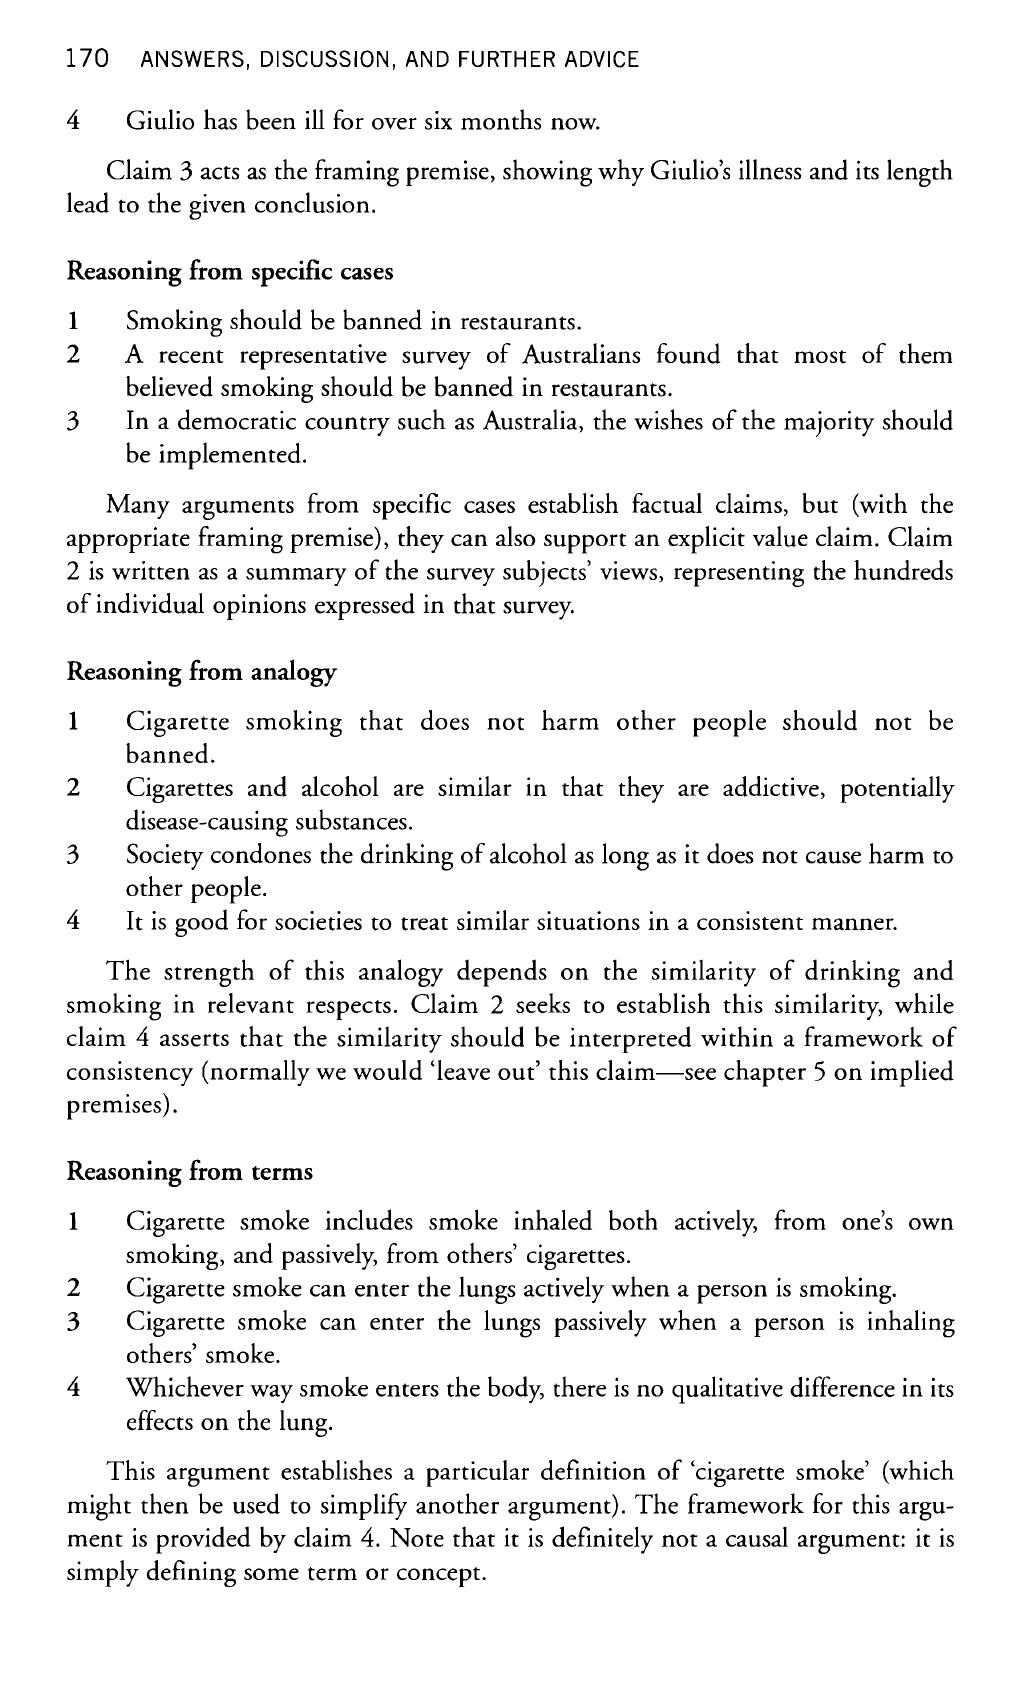 170 ANSWERS, DISCUSSION, AND FURTHER ADVICE
4 Giulio has been ill for over six months now.
Claim 3 acts as the framing premise, showing why Giulio's illness and its length
lead to the given conclusion.
Reasoning from specific cases
1 Smoking should be banned in restaurants.
2 A recent representative survey of Australians found that most of them
believed smoking should be banned in restaurants.
3 In a democratic country such as Australia, the wishes of the majority should
be implemented.
Many arguments from specific cases establish factual claims, but (with the
appropriate framing premise), they can also support an explicit value claim. Claim
2 is written as a summary of the survey subjects' views, representing the hundreds
of individual opinions expressed in that survey.
Reasoning from analogy
1 Cigarette smoking that does not harm other people should not be
banned.
2 Cigarettes and alcohol are similar in that they are addictive, potentially
disease-causing substances.
3 Society condones the drinking of alcohol as long as it does not cause harm to
other people.
4 It is good for societies to treat similar situations in a consistent manner.
The strength of this analogy depends on the similarity of drinking and
smoking in relevant respects. Claim 2 seeks to establish this similarity, while
claim 4 asserts that the similarity should be interpreted within a framework of
consistency (normally we would 'leave out' this claim—see chapter 5 on implied
premises).
Reasoning from terms
1 Cigarette smoke includes smoke inhaled both actively, from one's own
smoking, and passively, from others' cigarettes.
2 Cigarette smoke can enter the lungs actively when a person is smoking.
3 Cigarette smoke can enter the lungs passively when a person is inhaling
others' smoke.
4 Whichever way smoke enters the body, there is no qualitative difference in its
effects on the lung.
This argument establishes a particular definition of 'cigarette smoke' (which
might then be used to simplify another argument). The framework for this argu-
ment is provided by claim 4. Note that it is definitely not a causal argument: it is
simply defining some term or concept.